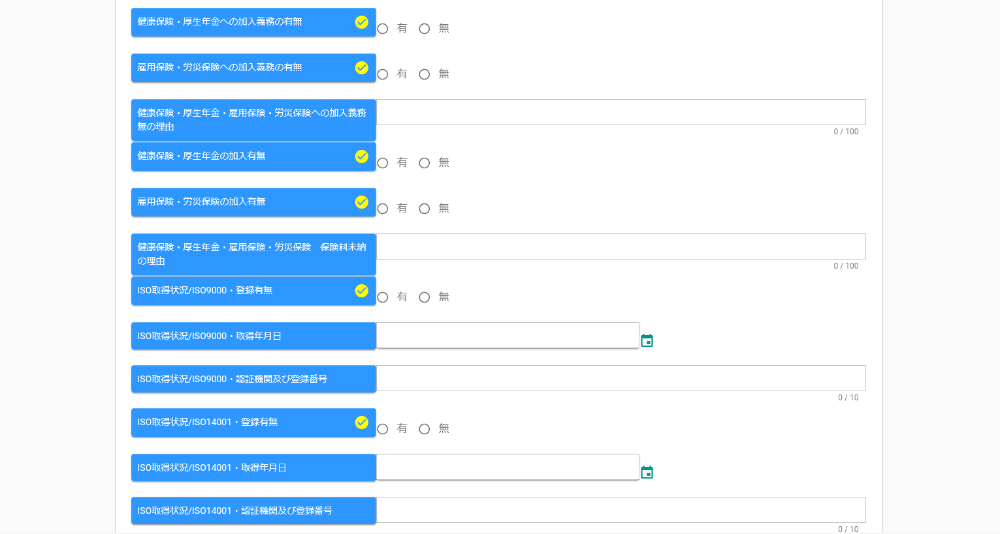 健康保険・厚生年金への加入義務の有無
有 無
雇用保険・労災保険への加入義務の有無
有 無
健康保険・厚生年金・雇用保険・労災保険への加入義務
無の理由
0 / 100
健康保険・厚生年金の加入有無
有 無
雇用保険・労災保険の加入有無
有 無
健康保険・厚生年金・雇用保険・労災保険　保険料未納
の理由
0 / 100
ISO取得状況/ISO9000・登録有無
有 無
ISO取得状況/ISO9000・取得年月日
ISO取得状況/ISO9000・認証機関及び登録番号
0 / 10
ISO取得状況/ISO14001・登録有無
有 無
ISO取得状況/ISO14001・取得年月日
ISO取得状況/ISO14001・認証機関及び登録番号
0 / 10